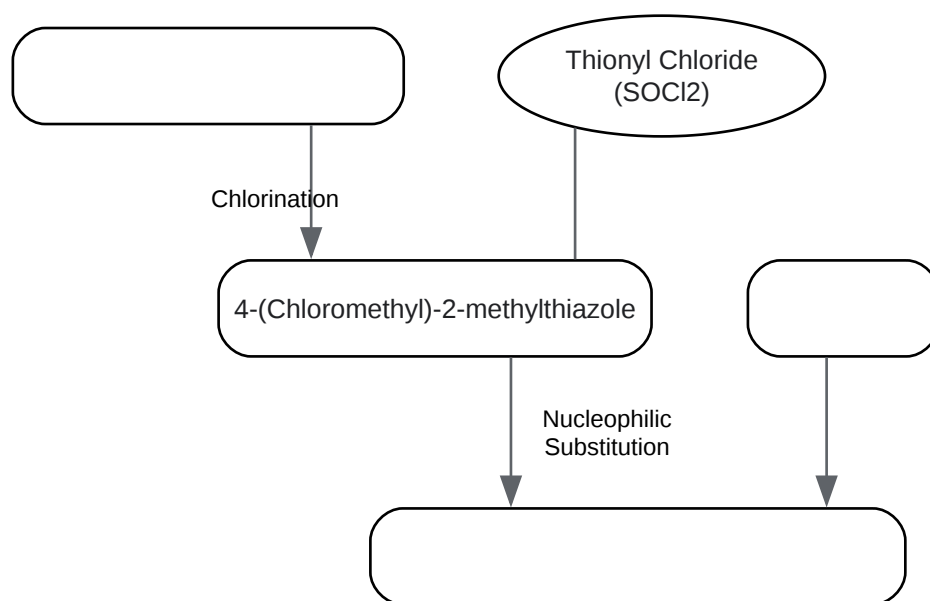 Thionyl Chloride
(SOCl2)
Chlorination
4-(Chloromethyl)-2-methylthiazole
Nucleophilic
Substitution